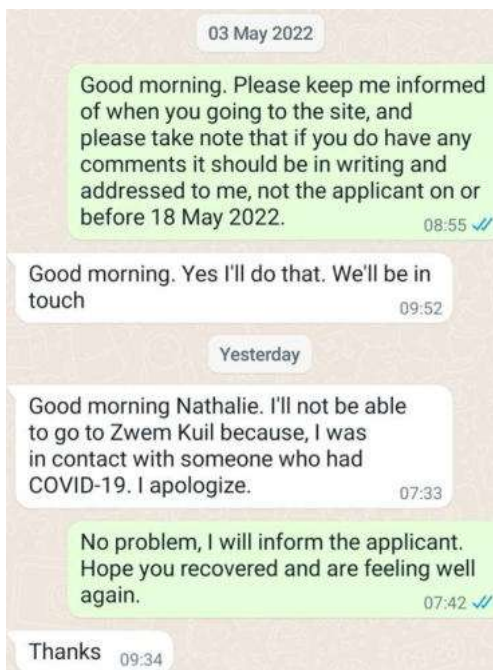 03 May 2022
Good morning. Please keep me informed
of when you going to the site, and
please take note that if you do have any
comments it should be in writing and
addressed to me, not the applicant on or
before 18 May 2022.
08:55
Good morning. Yes I'll do that. We'll be in
touch
09:52
Yesterday
Good morning Nathalie. I'll not be able
to go to Zwem Kuil because, I was
in contact with someone who had
COVID-19. I apologize.
07:33
No problem, I will inform the applicant.
Hope you recovered and are feeling well
again.
07:42
Thanks 09:34